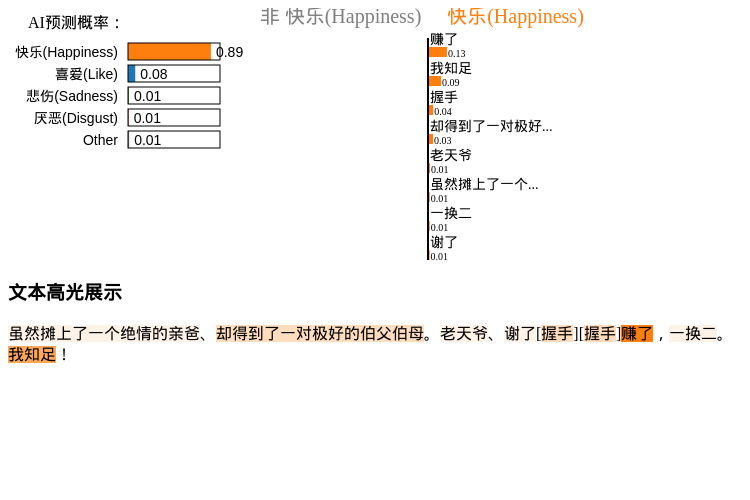 AI预测概率：
快乐(Happiness) 0.89
喜爱(Like) 0.08
悲伤(Sadness) 0.01
厌恶(Disgust) 0.01
Other 0.01
非 快乐(Happiness) 快乐(Happiness)
赚了
0.13
我知足
0.09
握手
0.04
却得到了一对极好...
0.03
老天爷
0.01
虽然摊上了一个...
0.01
一换二
0.01
谢了
0.01
文本高光展示
虽然摊上了一个绝情的亲爸、却得到了一对极好的伯父伯母。老天爷、谢了[握手][握手]赚了，一换二。
我知足！